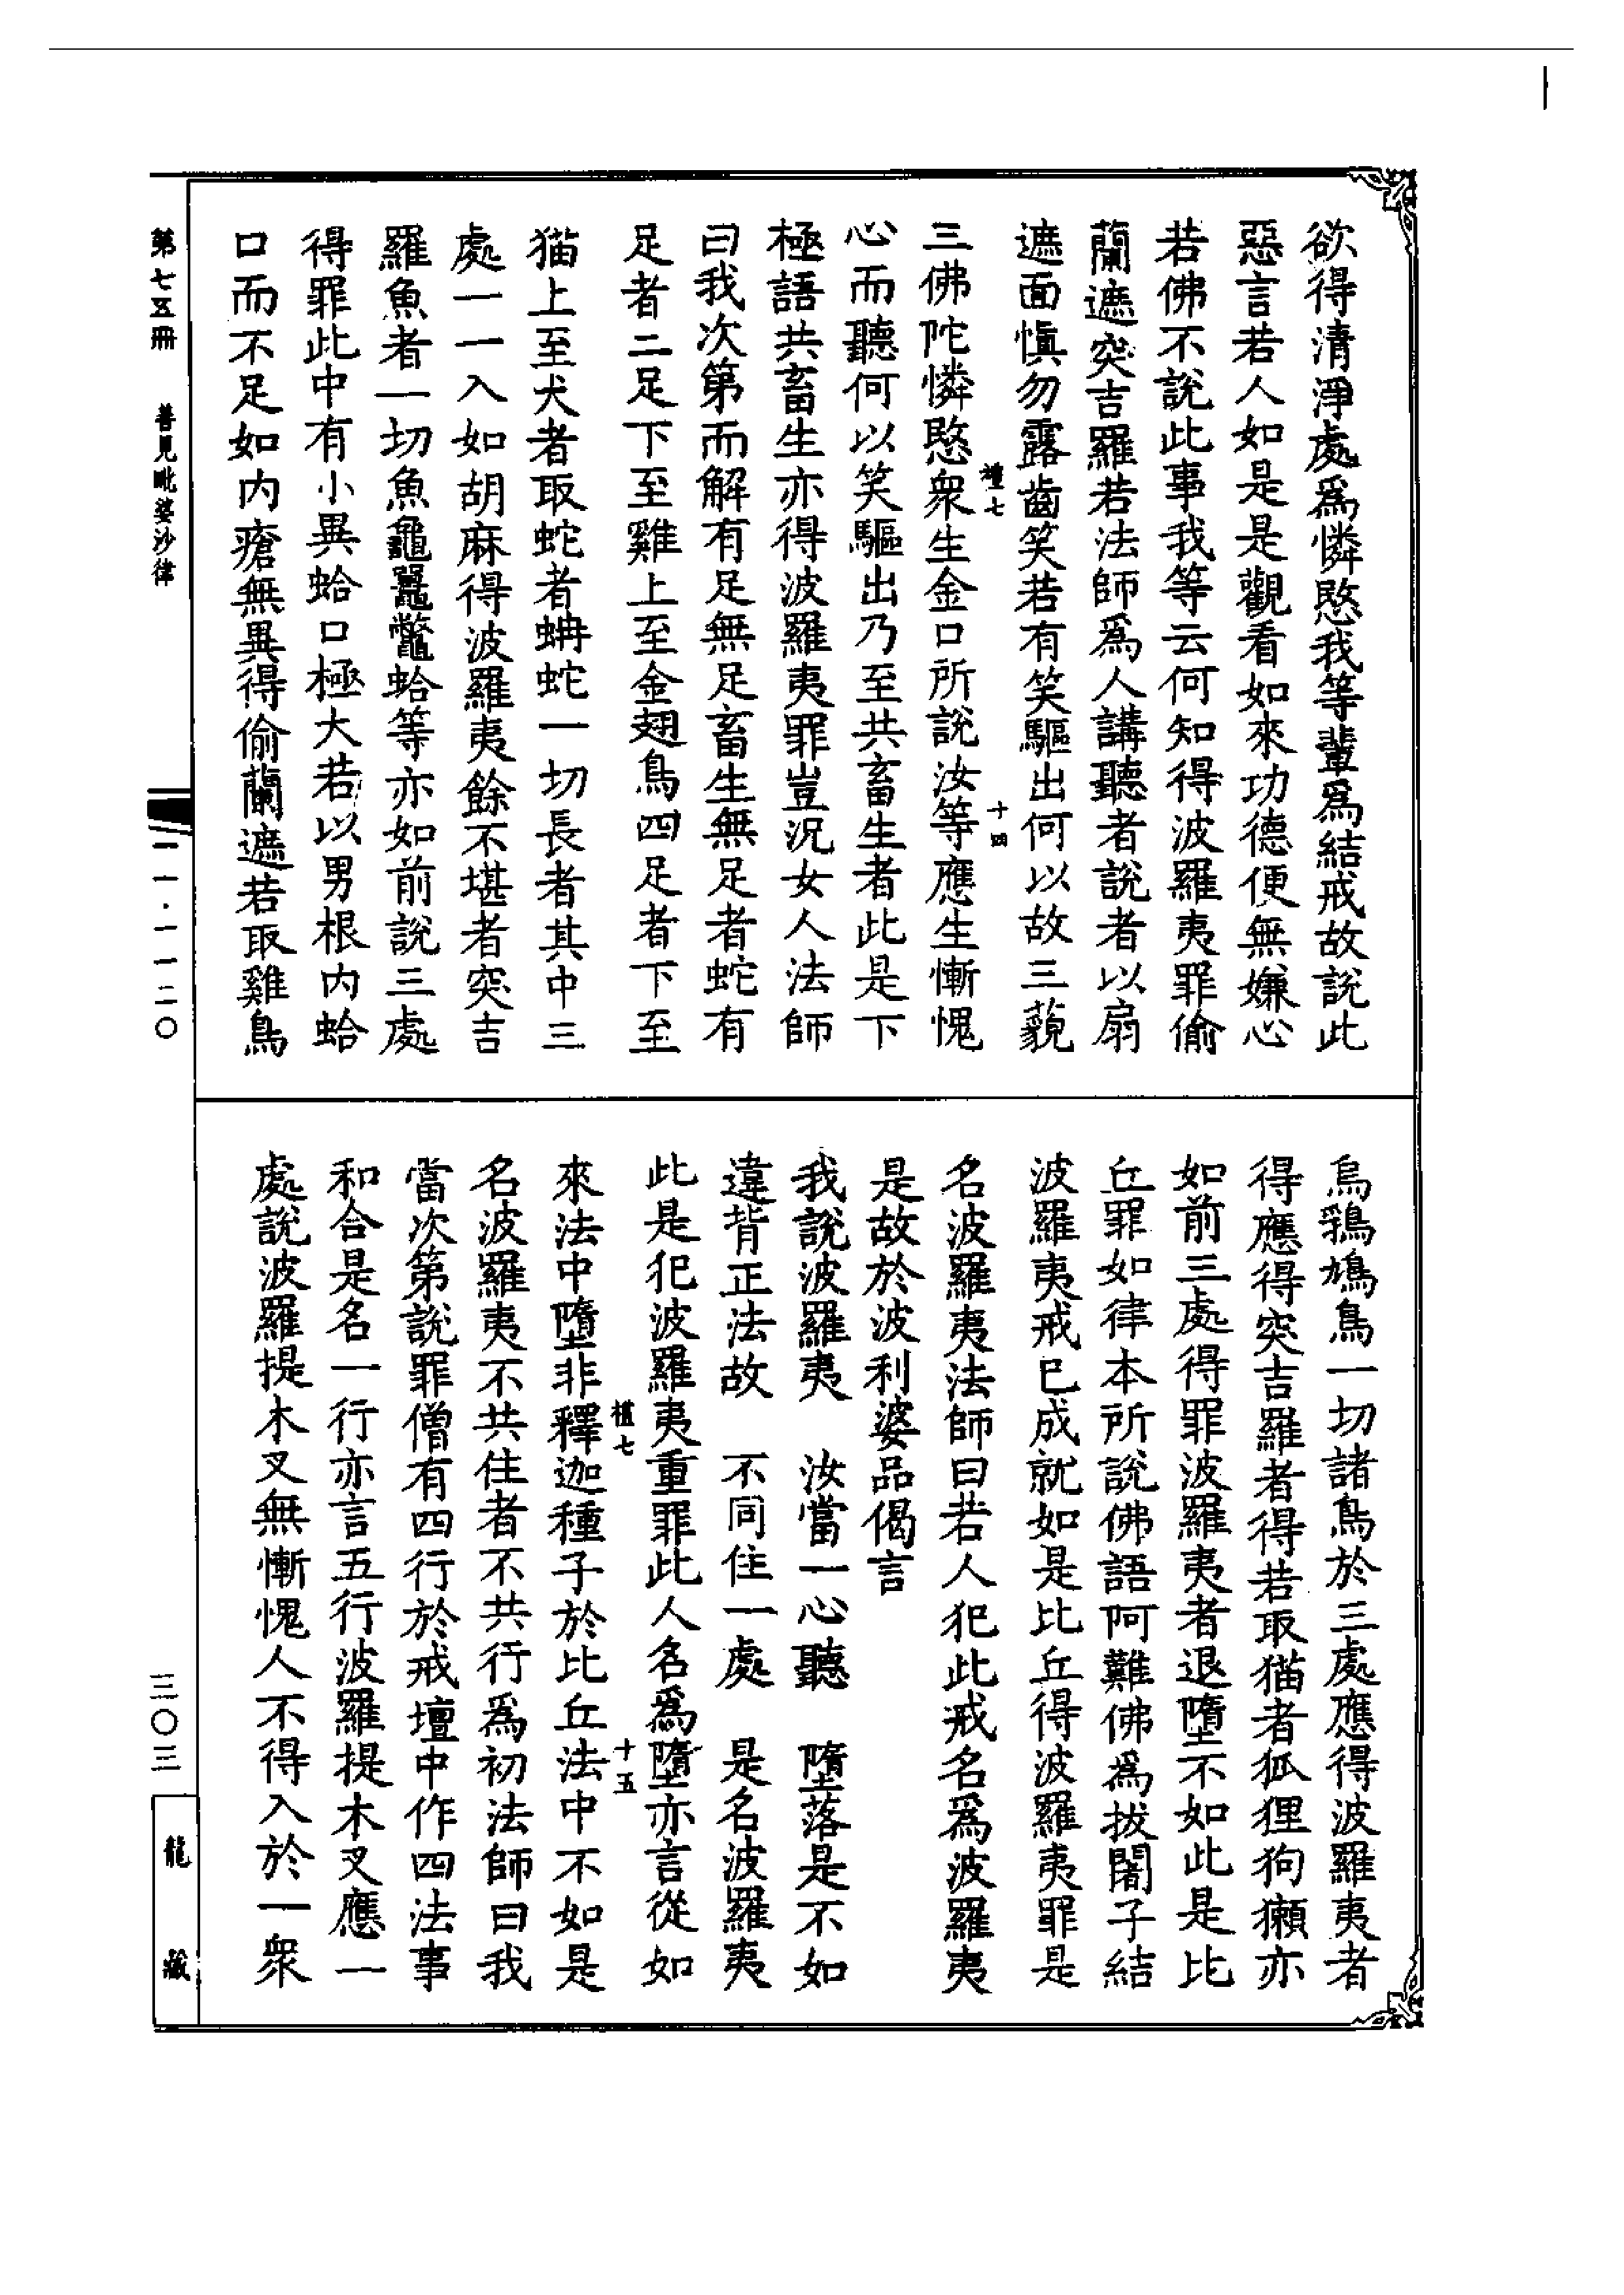 欲得清淨處爲憐愍我等輩爲結戒故說此
惡言若人如是是觀看如來功德便無嫌心
若佛不說此事我等云何知得波羅夷罪偷
蘭遮突吉羅若法師爲人講聽者說者以扇
遮面慎勿露齒笑若有笑驅出何以故三藐
三佛陀憐愍衆生金口所說汝等應生慚愧
心而聽何以笑驅出乃至共畜生者此是下
極語共畜生亦得波羅夷罪豈況女人法師
曰我次第而解有足無足畜生無足者蛇有
足者二足下至雞上至金翅鳥四足者下至
猫上至犬者取蛇者蚺蛇一切長者其中三
處一一入如胡麻得波羅夷餘不堪者突吉
羅魚者一切魚龜鼉鼈蛤等亦如前說三處
得罪此中有小異蛤口極大若以男根內蛤
口而不足如內瘡無異得偷蘭遮若取雞烏
烏鵶鳩鳥一切諸鳥於三處應得波羅夷者
得應得突吉羅者得若取猫者狐狸狗獺亦
如前三處得罪波羅夷者退墮不如此是比
丘罪如律本所說佛語阿難佛爲拔闍子結
波羅夷戒已成就如是比丘得波羅夷罪是
名波羅夷法師曰若人犯此戒名爲波羅夷
是故於波利婆品偈言
我說波羅夷　汝當一心聽　墮落是不如
違背正法故　不同住一處　是名波羅夷
此是犯波羅夷重罪此人名爲墮亦言從如
來法中墮非釋迦種子於比丘法中不如是
名波羅夷不共住者不共行爲初法師曰我
當次第說罪僧有四行於戒壇中作四法事
和合是名一行亦言五行波羅提木叉應一
處說波羅提木叉無慚愧人不得入於一衆
第七五冊　善見毗婆沙律
一一·一一二〇
三〇三
龍藏
十四
十五